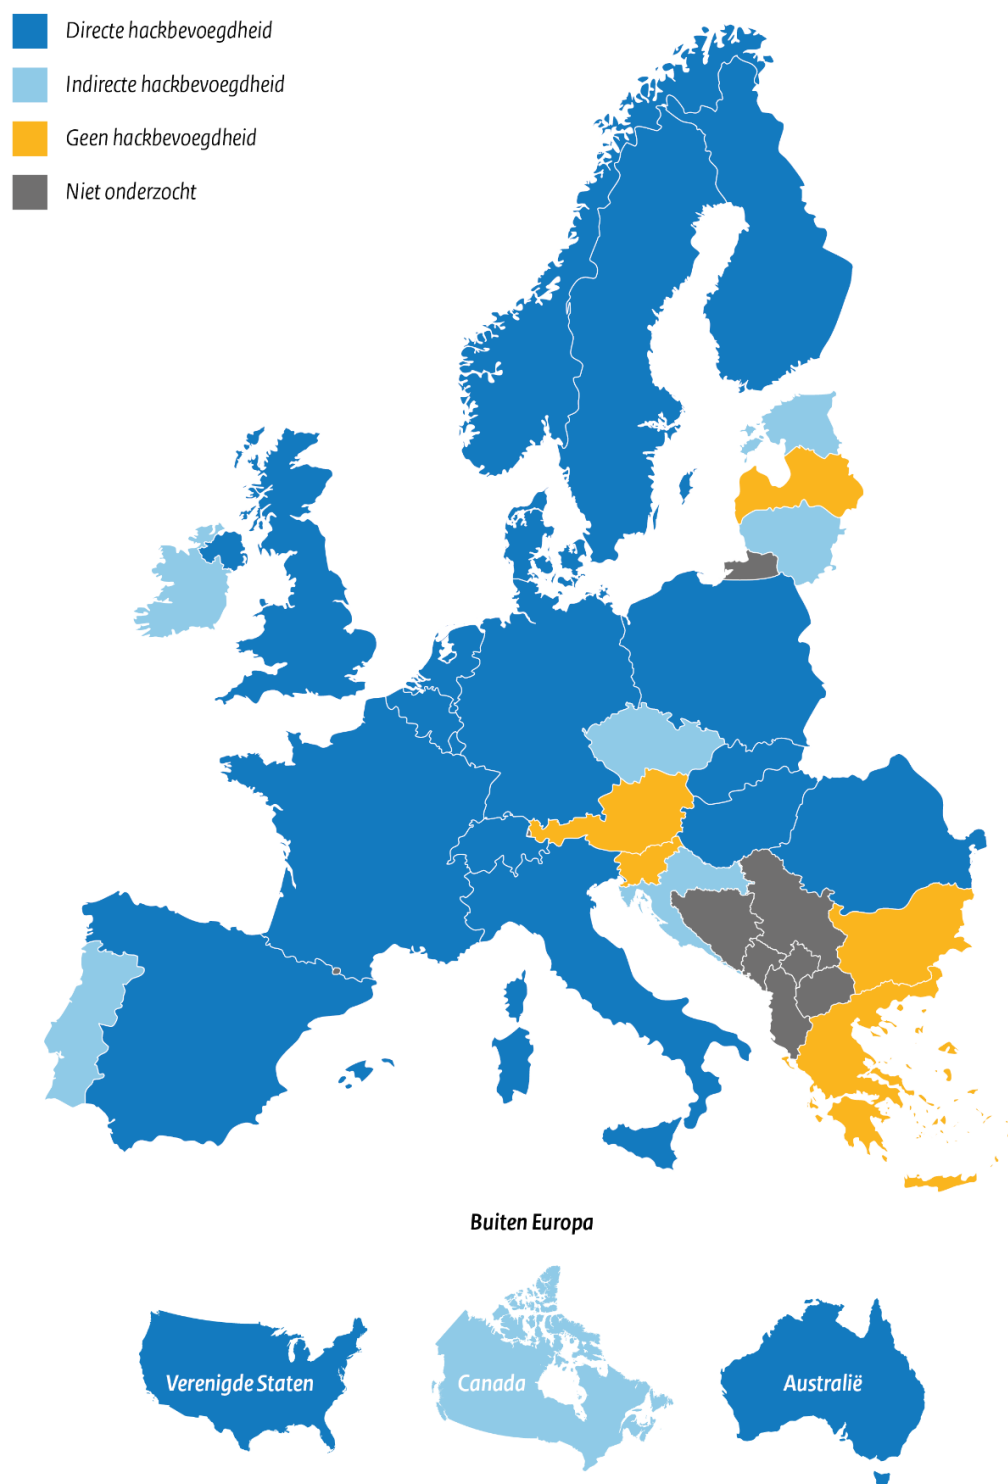 Directe hackbevoegdheid
Indirecte hackbevoegdheid
Geen hackbevoegdheid
Niet onderzocht
Buiten Europa
Verenigde Staten
Canada
Australië